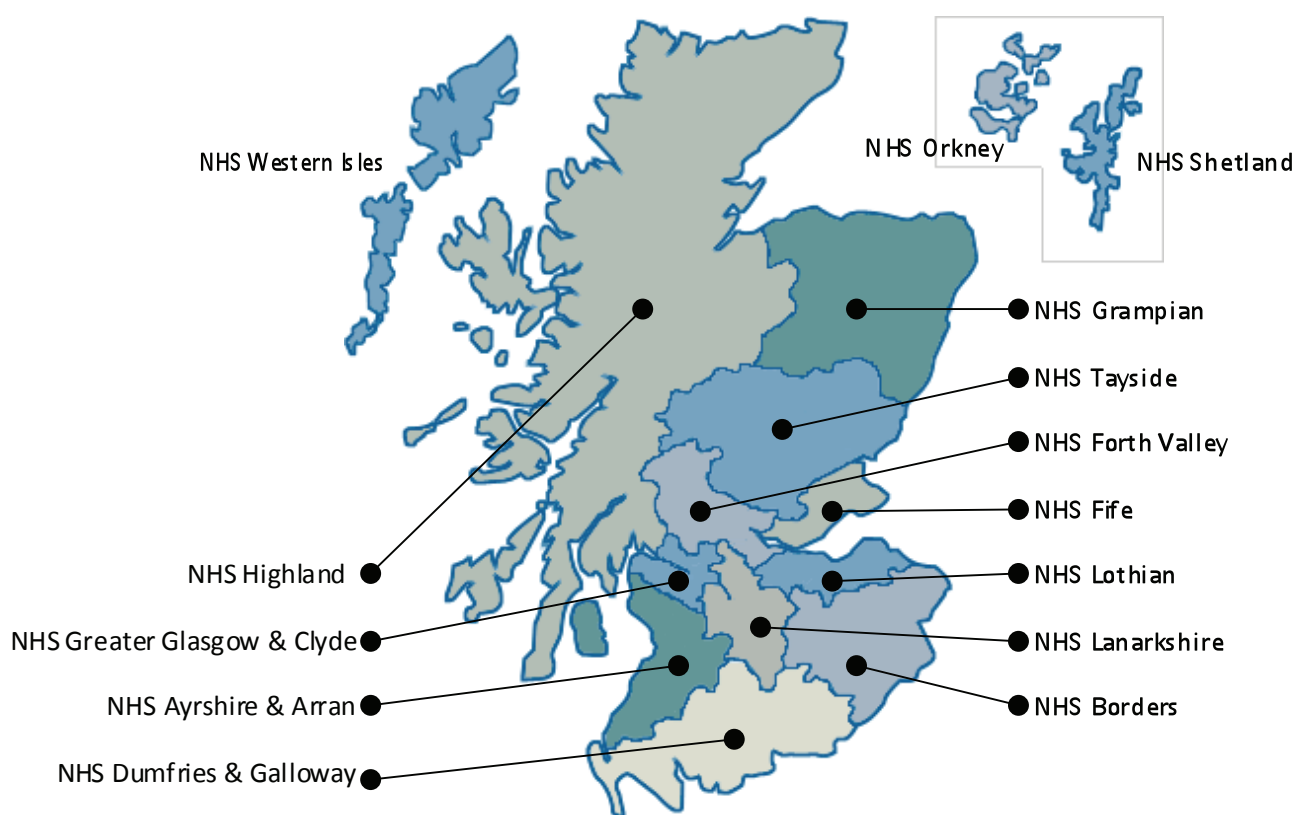 NHS Western Isles
NHS Orkney
NHS Shetland
NHS Grampian
NHS Tayside
NHS Forth Valley
NHS Fife
NHS Highland
NHS Lothian
NHS Greater Glasgow & Clyde
NHS Lanarkshire
NHS Ayrshire & Arran
NHS Borders
NHS Dumfries & Galloway